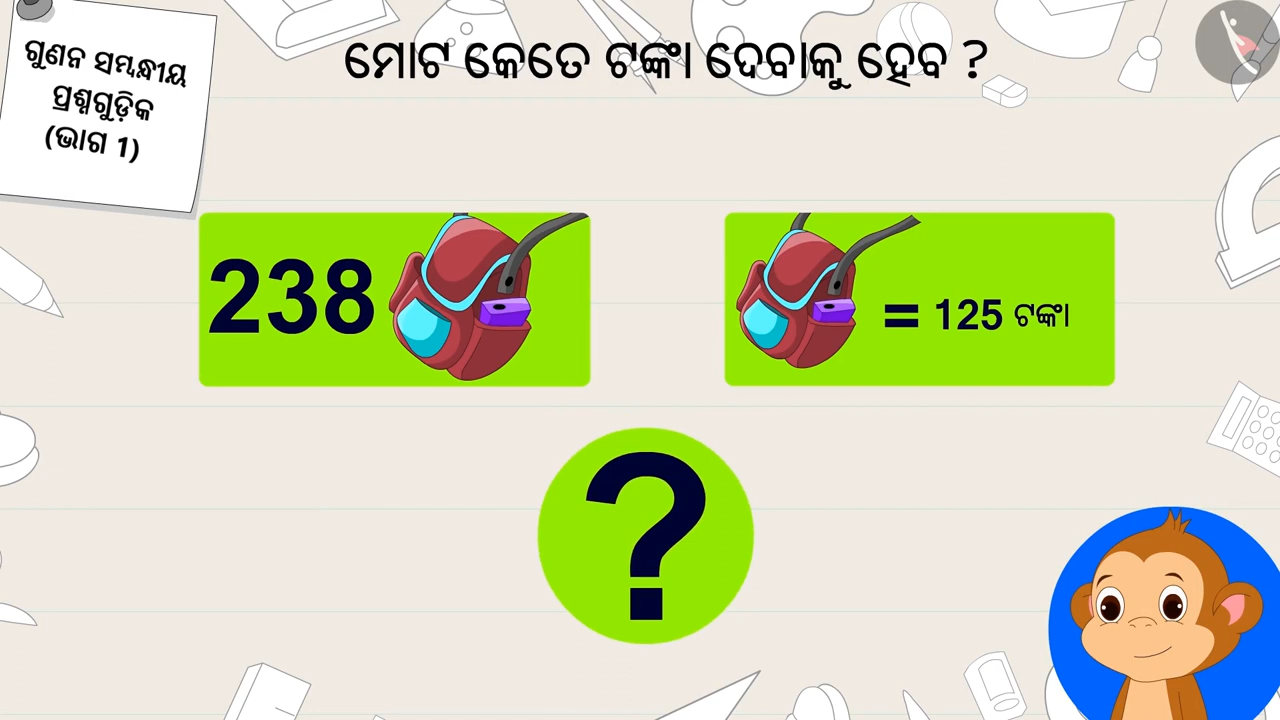 ମୋଟ କେତେ ଟଙ୍କା ଦେବାକୁ ହେବ ?
ଗୁଣନ ସମ୍ବନ୍ଧୀୟ
ପ୍ରଶ୍ନଗୁଡ଼ିକ
(ଭାଗ 1)
238
= 125 ଟଙ୍କା
?